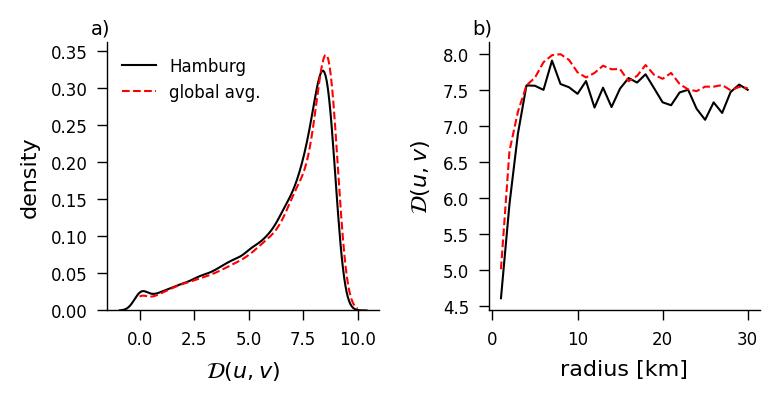 a)
0.35
0.30
0.25
0.20
0.15
0.10
0.05
0.00
density
Hamburg
global avg.
0.0 2.5 5.0 7.5 10.0
𝒟(u, v)
b)
8.0
7.5
7.0
6.5
6.0
5.5
5.0
4.5
𝒟(u, v)
0 10 20 30
radius [km]